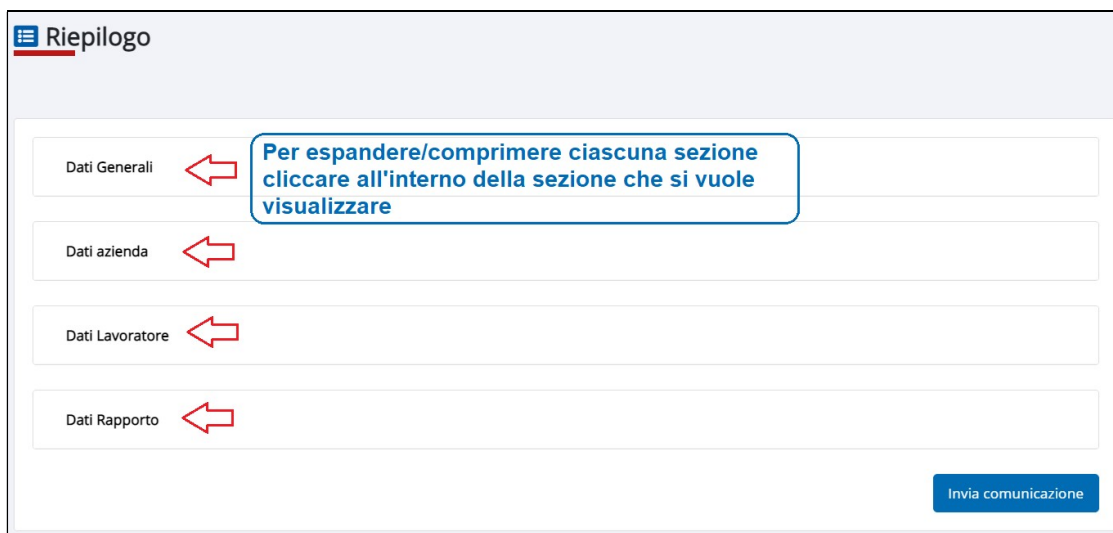 Riepilogo
Dati Generali
Per espandere/comprimere ciascuna sezione
cliccare all'interno della sezione che si vuole
visualizzare
Dati azienda
Dati Lavoratore
Dati Rapporto
Invia comunicazione